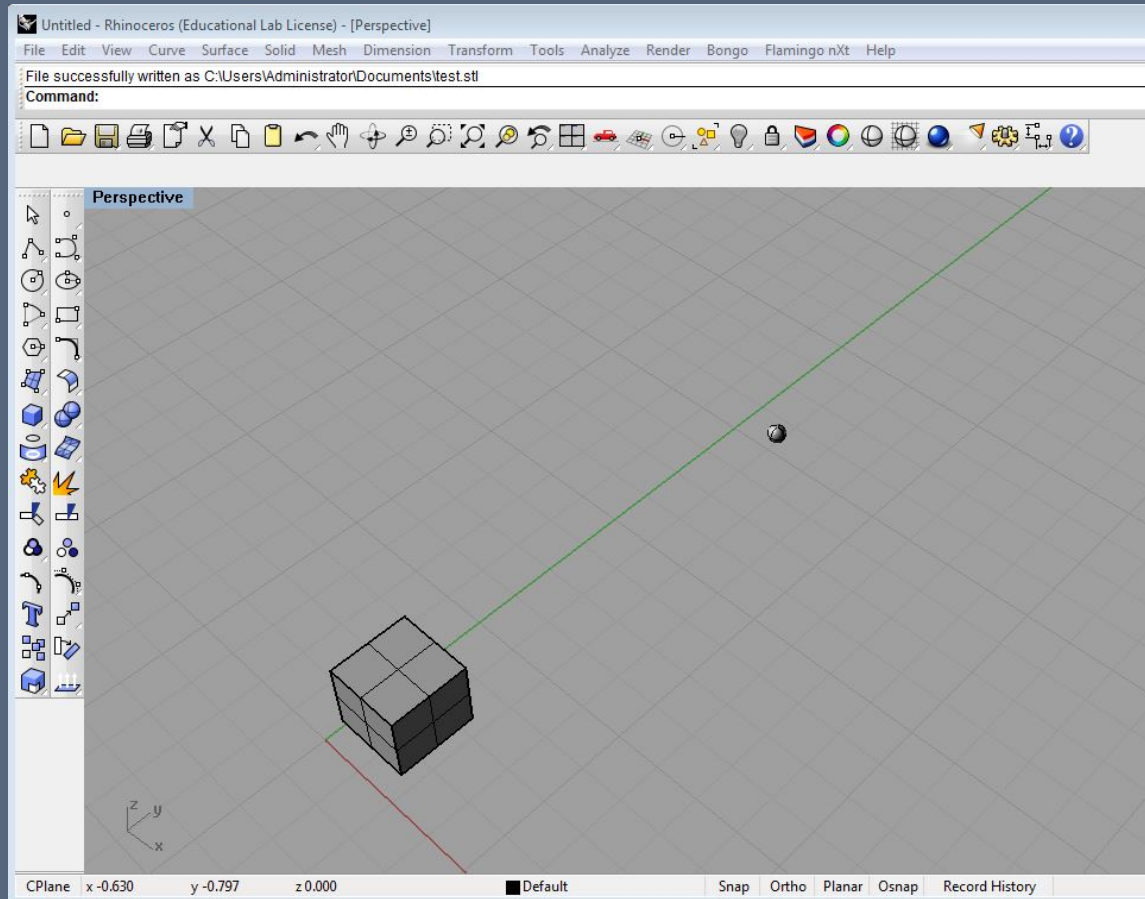 Untitled - Rhinoceros (Educational Lab License) - [Perspective]
File Edit View Curve Surface Solid Mesh Dimension Transform Tools Analyze Render Bongo Flamingo nXt Help
File successfully written as C:\Users\Administrator\Documents\test.stl
Command:
Perspective
z
y
x
CPlane x -0.630 y -0.797 z 0.000 Default Snap Ortho Planar Osnap Record History